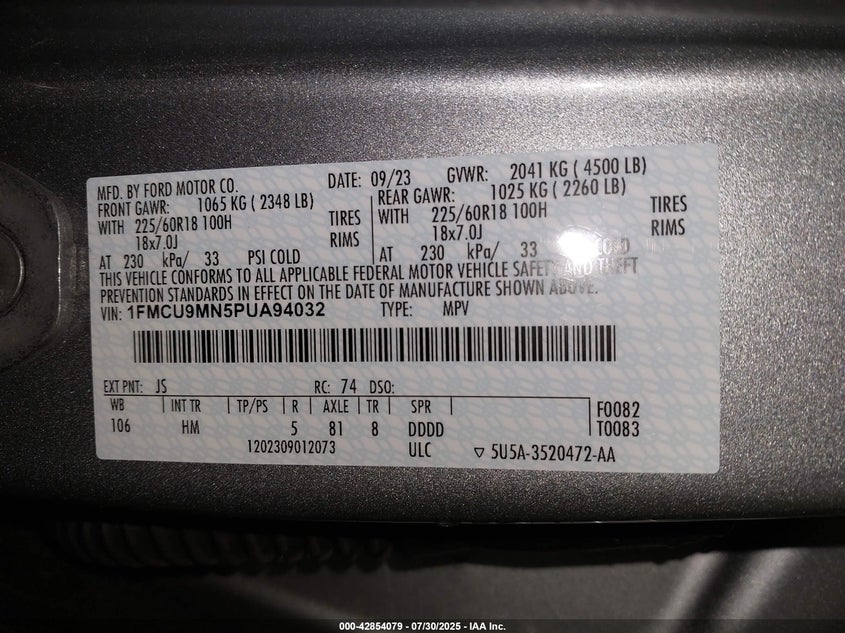 MFD. BY FORD MOTOR CO. DATE: 09/23 GVWR: 2041 KG ( 4500 LB)
FRONT GAWR: 1065 KG ( 2348 LB) REAR GAWR: 1025 KG ( 2260 LB)
WITH 225/60R18 100H TIRES WITH 225/60R18 100H TIRES
18x7.0J RIMS 18x7.0J RIMS
AT 230 kPa/ 33 PSI COLD AT 230 kPa/ 33 COLD
THIS VEHICLE CONFORMS TO ALL APPLICABLE FEDERAL MOTOR VEHICLE SAFETY AND THEFT
PREVENTION STANDARDS IN EFFECT ON THE DATE OF MANUFACTURE SHOWN ABOVE.
VIN: 1FMCU9MN5PUA94032 TYPE: MPV
EXT PNT: JS RC: 74 DSO:
WB INT TR TP/PS R AXLE TR SPR F0082
106 HM 5 81 8 DDDD T0083
1202309012073 ULC ▽ 5U5A-3520472-AA
000-42854079 - 07/30/2025 - IAA Inc.